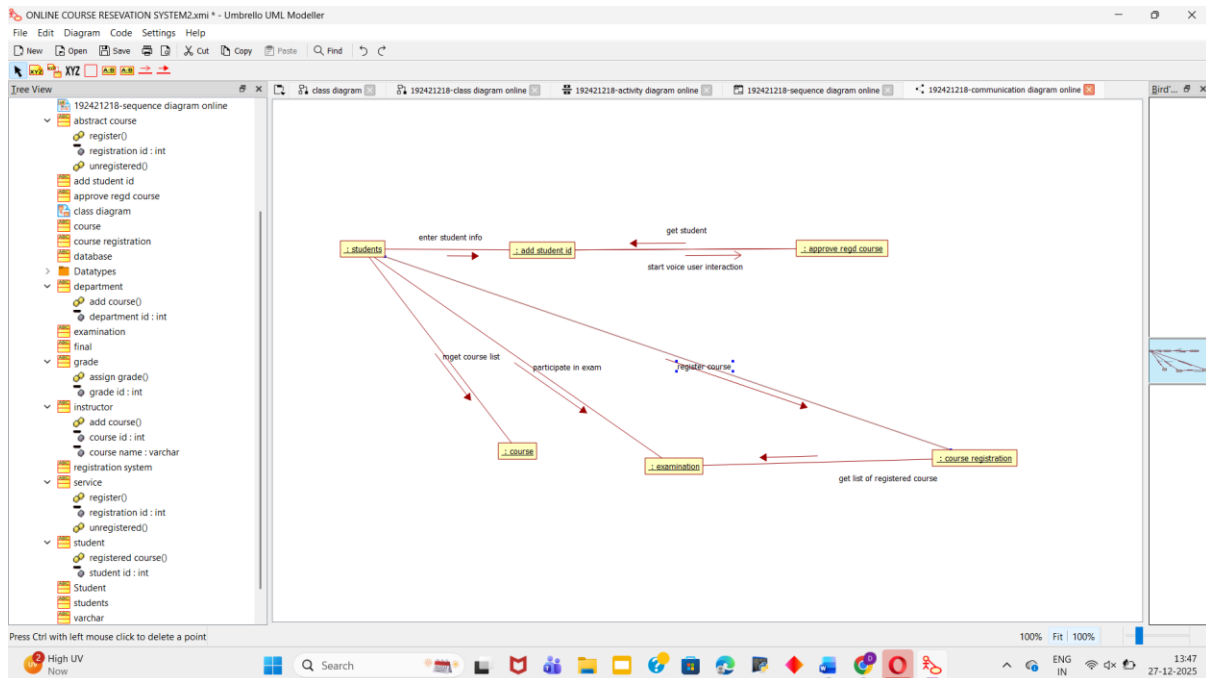 ONLINE COURSE RESEVATION SYSTEM2.xmi * - Umbrello UML Modeller
File Edit Diagram Code Settings Help
New Open Save Cut Copy Paste Find
XYZ XYZ A:B A:B
Tree View
class diagram 192421218-class diagram online 192421218-activity diagram online 192421218-sequence diagram online 192421218-communication diagram online
Bird'...
192421218-sequence diagram online
abstract course
register()
registration id : int
unregistered()
add student id
approve regd course
class diagram
course
course registration
database
Datatypes
department
add course()
department id : int
examination
final
grade
assign grade()
grade id : int
instructor
add course()
course id : int
course name : varchar
registration system
service
register()
registration id : int
unregistered()
student
registered course()
student id : int
Student
students
varchar
enter student info
get student
: students
: add student id
: approve regd course
start voice user interaction
mget course list
participate in exam
register course
: course
: examination
: course registration
get list of registered course
Press Ctrl with left mouse click to delete a point
100% Fit 100%
2
UV
High UV
Now
Search
ENG
IN
13:47
27-12-2025